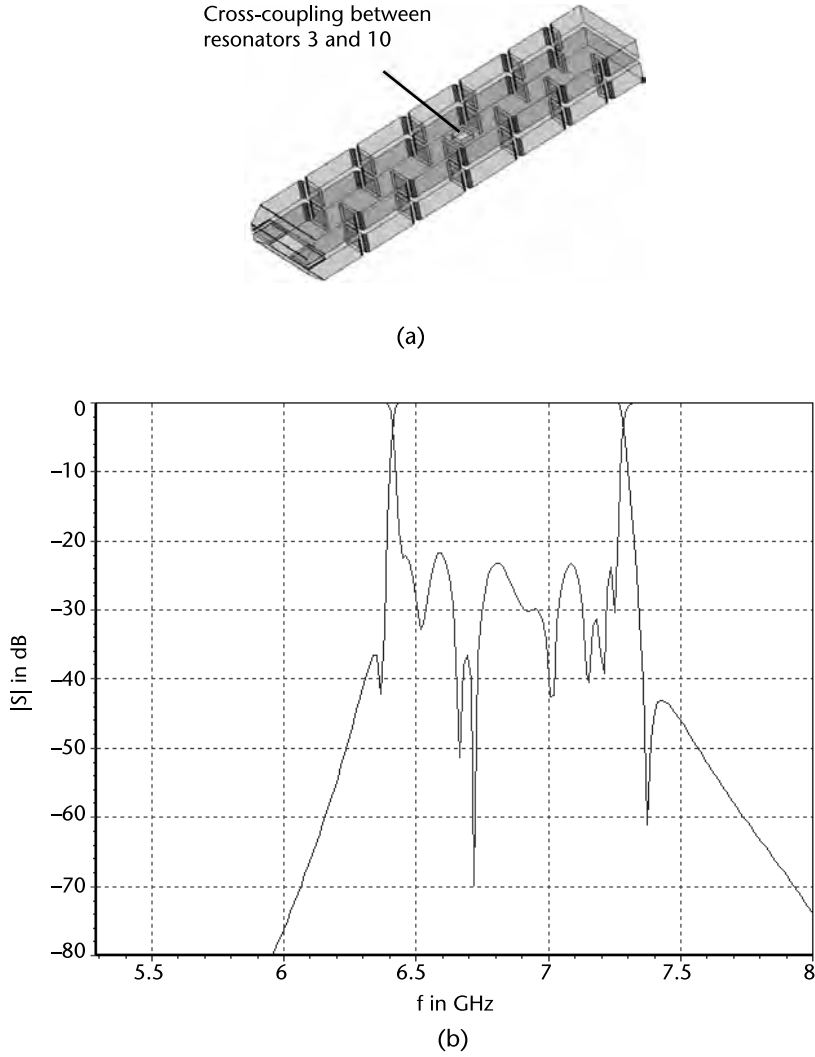 Cross-coupling between
resonators 3 and 10
(a)
0
–10
–20
–30
–40
–50
–60
–70
–80
|S| in dB
5.5 6 6.5 7 7.5 8
f in GHz
(b)